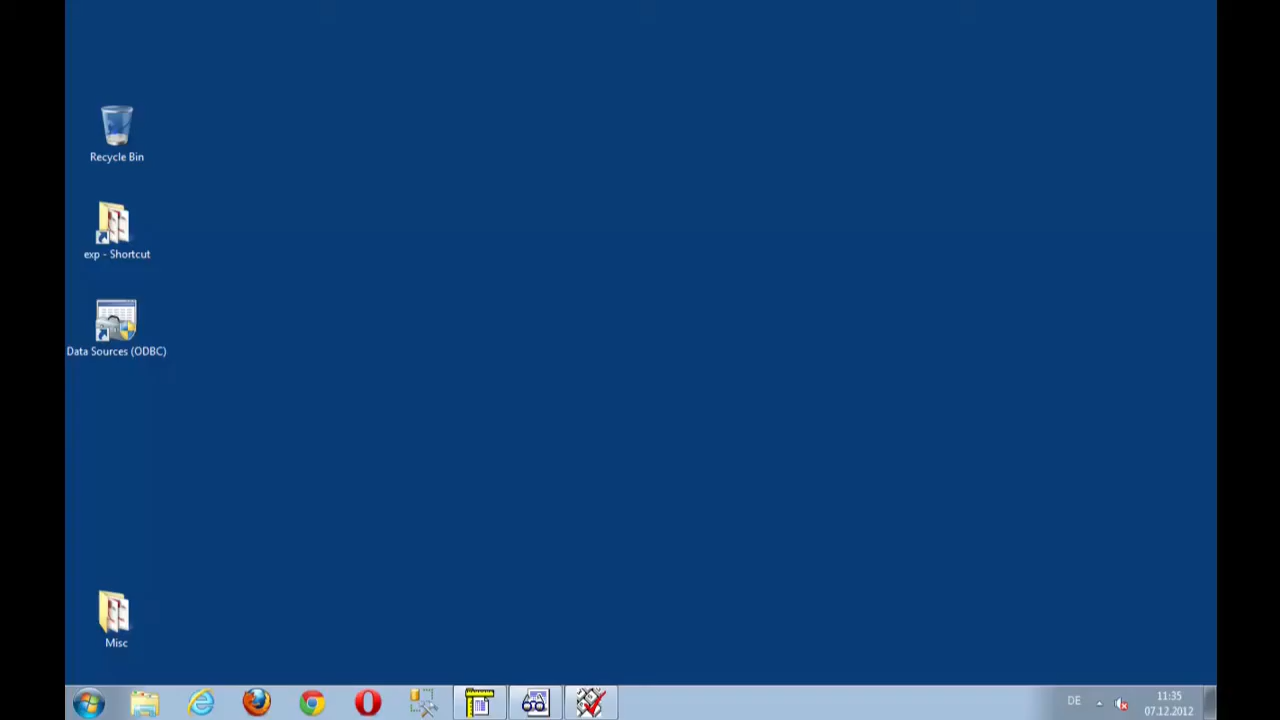 Recycle Bin
exp - Shortcut
Data Sources (ODBC)
Misc
DE
11:35
07.12.2012